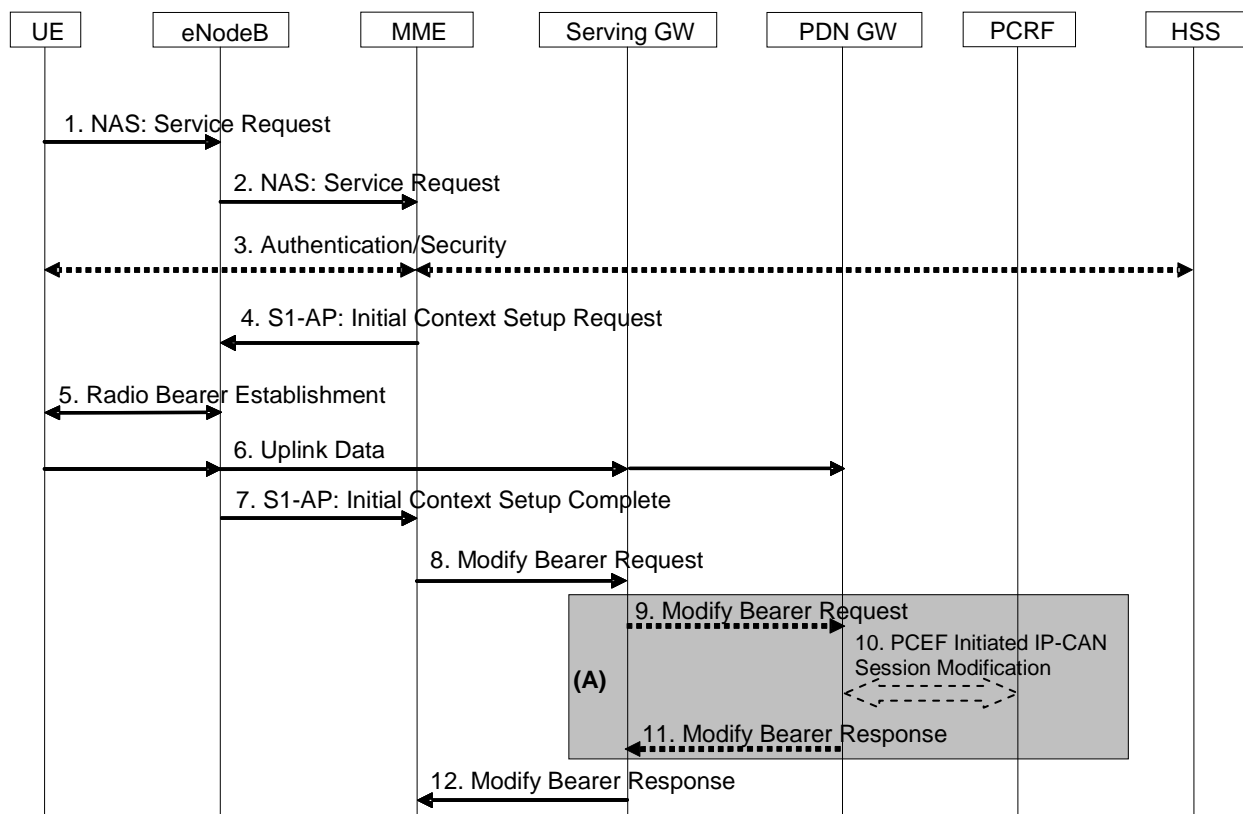 UE
eNodeB
MME
Serving GW
PDN GW
PCRF
HSS
1. NAS: Service Request
2. NAS: Service Request
3. Authentication/Security
4. S1-AP: Initial Context Setup Request
5. Radio Bearer Establishment
6. Uplink Data
7. S1-AP: Initial Context Setup Complete
8. Modify Bearer Request
9. Modify Bearer Request
10. PCEF Initiated IP-CAN
Session Modification
(A)
11. Modify Bearer Response
12. Modify Bearer Response